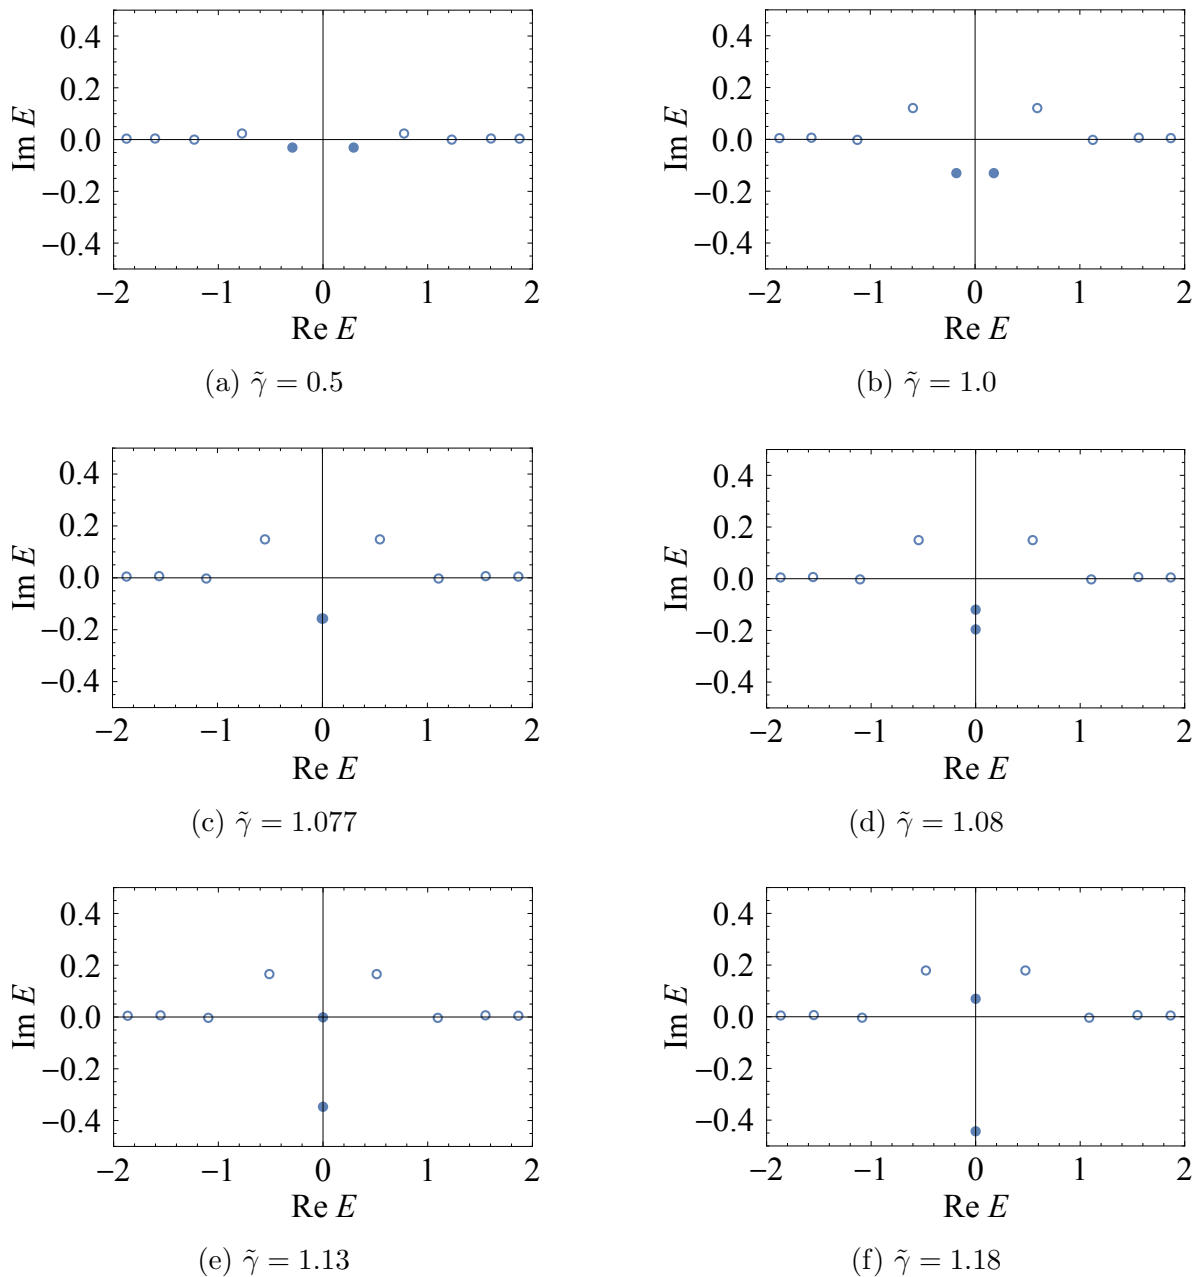 0.4
0.2
0.0
−0.2
−0.4
Im E
−2 −1 0 1 2
Re E
(a) γ̃ = 0.5
0.4
0.2
0.0
−0.2
−0.4
Im E
−2 −1 0 1 2
Re E
(b) γ̃ = 1.0
0.4
0.2
0.0
−0.2
−0.4
Im E
−2 −1 0 1 2
Re E
(c) γ̃ = 1.077
0.4
0.2
0.0
−0.2
−0.4
Im E
−2 −1 0 1 2
Re E
(d) γ̃ = 1.08
0.4
0.2
0.0
−0.2
−0.4
Im E
−2 −1 0 1 2
Re E
(e) γ̃ = 1.13
0.4
0.2
0.0
−0.2
−0.4
Im E
−2 −1 0 1 2
Re E
(f) γ̃ = 1.18